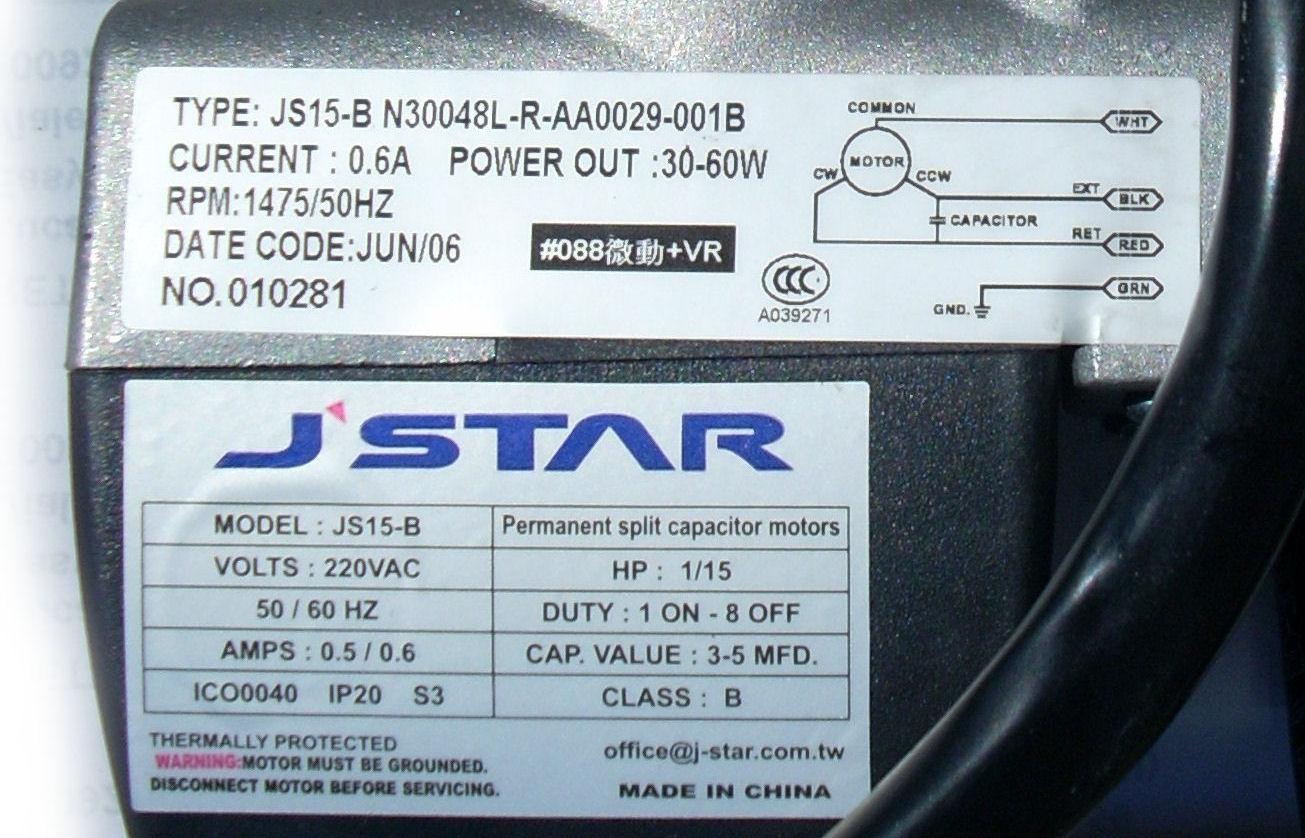 TYPE: JS15-B N30048L-R-AA0029-001B
CURRENT : 0.6A POWER OUT :30-60W
RPM:1475/50HZ
DATE CODE:JUN/06
#088微動+VR
NO.010281
CCC
A039271
COMMON
WHT
MOTOR
CW
CCW
EXT
BLK
CAPACITOR
RET
RED
GRN
GND.
J STAR
MODEL : JS15-B
Permanent split capacitor motors
VOLTS : 220VAC
HP : 1/15
50 / 60 HZ
DUTY : 1 ON - 8 OFF
AMPS : 0.5 / 0.6
CAP. VALUE : 3-5 MFD.
ICO0040 IP20 S3
CLASS : B
THERMALLY PROTECTED
WARNING:MOTOR MUST BE GROUNDED.
DISCONNECT MOTOR BEFORE SERVICING.
office@j-star.com.tw
MADE IN CHINA